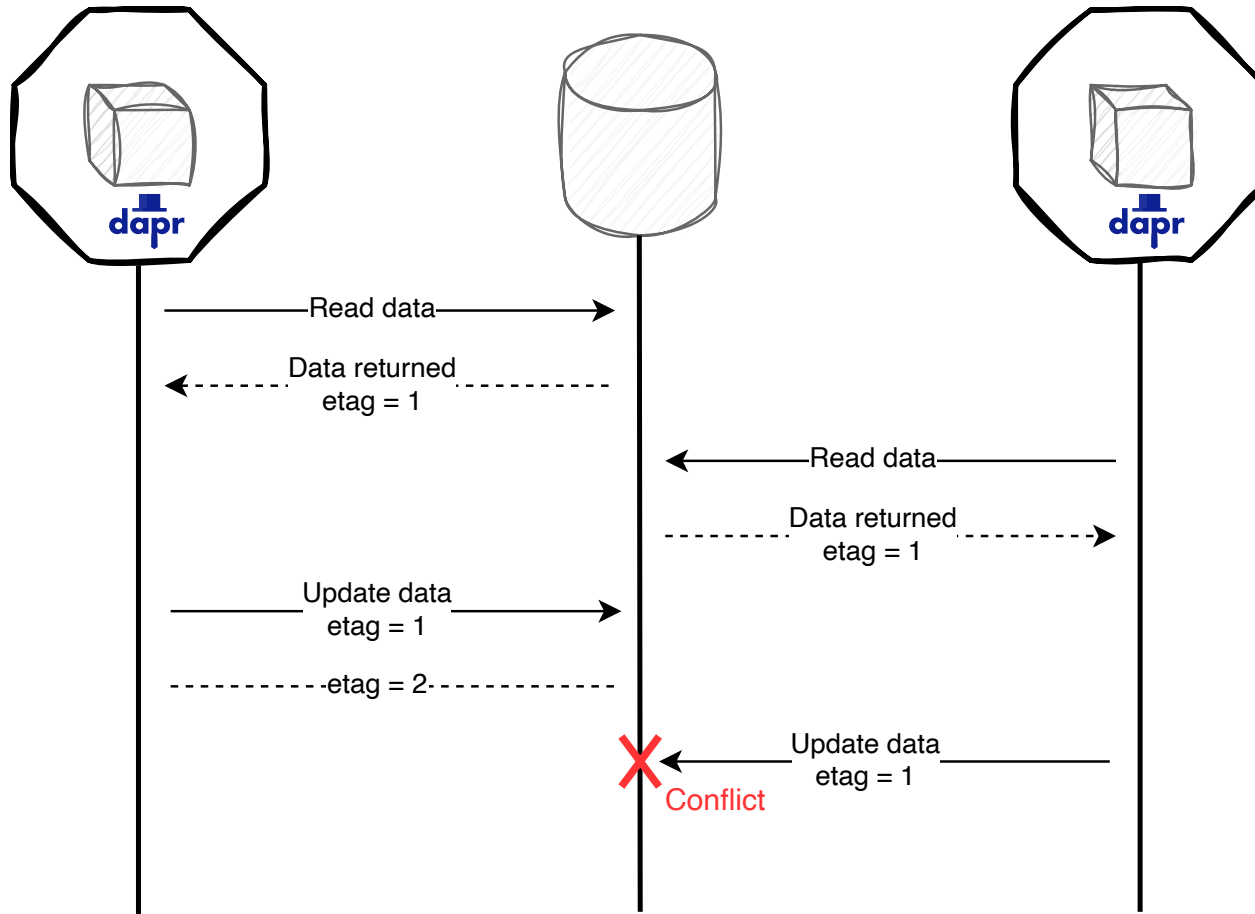 dapr
dapr
Read data
Data returned
etag = 1
Read data
Data returned
etag = 1
Update data
etag = 1
etag = 2
Update data
etag = 1
Conflict